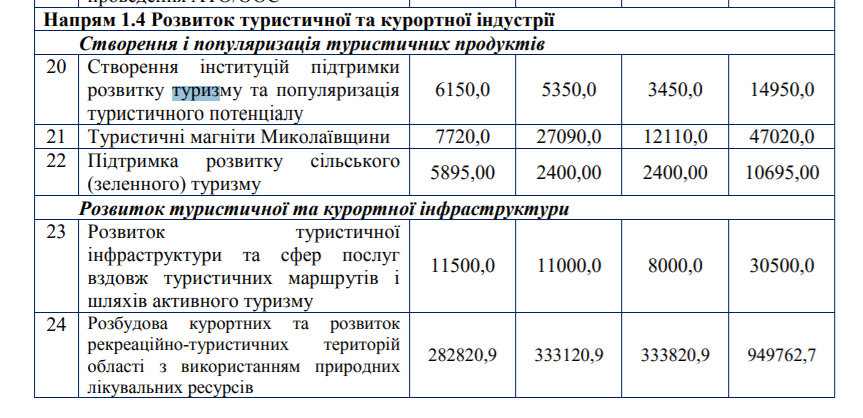 проведення АТО/ООС
Напрям 1.4 Розвиток туристичної та курортної індустрії
Створення і популяризація туристичних продуктів
20 Створення інституцій підтримки
розвитку туризму та популяризація
туристичного потенціалу
6150,0 5350,0 3450,0 14950,0
21 Туристичні магніти Миколаївщини 7720,0 27090,0 12110,0 47020,0
22 Підтримка розвитку сільського
(зеленного) туризму
5895,00 2400,00 2400,00 10695,00
Розвиток туристичної та курортної інфраструктури
23 Розвиток туристичної
інфраструктури та сфер послуг
вздовж туристичних маршрутів і
шляхів активного туризму
11500,0 11000,0 8000,0 30500,0
24 Розбудова курортних та розвиток
рекреаційно-туристичних територій
області з використанням природних
лікувальних ресурсів
282820,9 333120,9 333820,9 949762,7